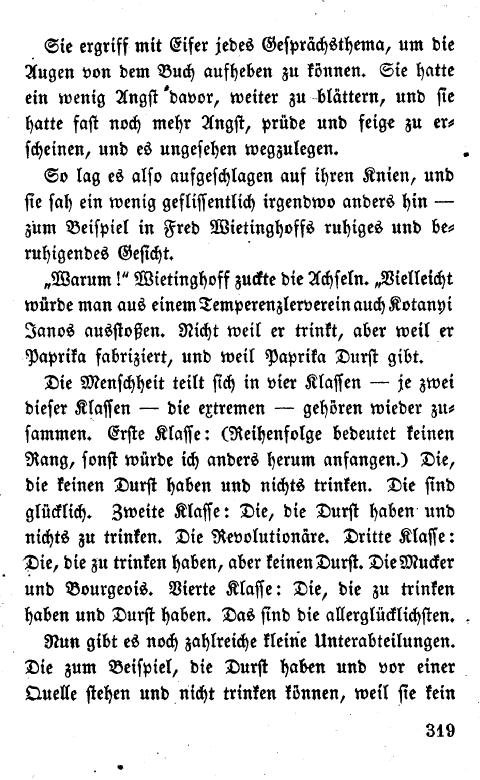 Sie ergriff mit Eifer jedes Gesprächsthema, um die
Augen von dem Buch aufheben zu können. Sie hatte
ein wenig Angst davor, weiter zu blättern, und sie
hatte fast noch mehr Angst, prüde und feige zu er-
scheinen, und es ungesehen wegzulegen.
So lag es also aufgeschlagen auf ihren Knien, und
sie sah ein wenig geflissentlich irgendwo anders hin —
zum Beispiel in Fred Wietinghoffs ruhiges und be-
ruhigendes Gesicht.
„Warum!" Wietinghoff zuckte die Achseln. „Vielleicht
würde man aus einem Temperenzlerverein auch Kotanyi
Janos ausstoßen. Nicht weil er trinkt, aber weil er
Paprika fabriziert, und weil Paprika Durst gibt.
Die Menschheit teilt sich in vier Klassen — je zwei
dieser Klassen — die extremen — gehören wieder zu-
sammen. Erste Klasse: (Reihenfolge bedeutet keinen
Rang, sonst würde ich anders herum anfangen.) Die,
die keinen Durst haben und nichts trinken. Die sind
glücklich. Zweite Klasse: Die, die Durst haben und
nichts zu trinken. Die Revolutionäre. Dritte Klasse:
Die, die zu trinken haben, aber keinen Durst. Die Mucker
und Bourgeois. Vierte Klasse: Die, die zu trinken
haben und Durst haben. Das sind die allerglücklichsten.
Nun gibt es noch zahlreiche kleine Unterabteilungen.
Die zum Beispiel, die Durst haben und vor einer
Quelle stehen und nicht trinken können, weil sie kein
319